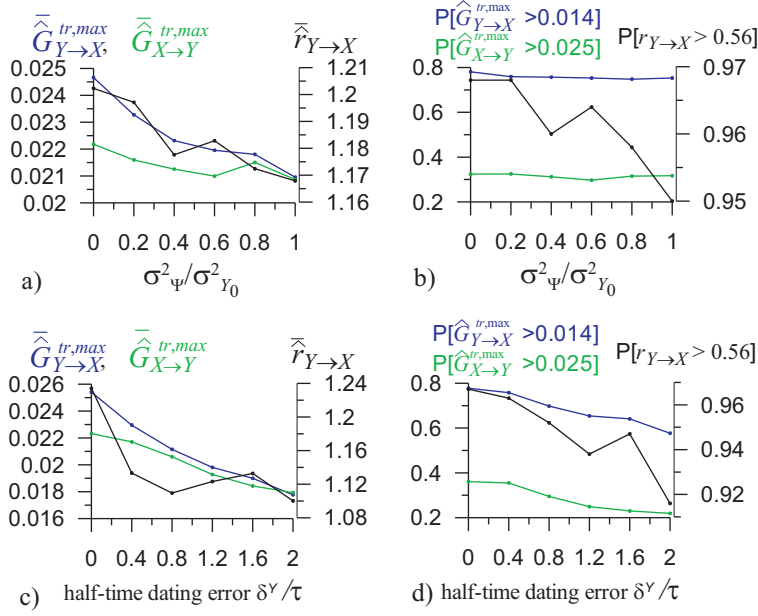 Ḡ̂ tr,max Y→X, Ḡ̂ tr,max X→Y r̄̂ Y→X
0.025 0.024 0.023 0.022 0.021 0.02
1.21 1.2 1.19 1.18 1.17 1.16
0 0.2 0.4 0.6 0.8 1
a) σ²Ψ/σ²Y₀
P[Ĝ tr,max Y→X >0.014]
P[Ĝ tr,max X→Y >0.025] P[r Y→X > 0.56]
0.8 0.6 0.4 0.2
0.97 0.96 0.95
0 0.2 0.4 0.6 0.8 1
b) σ²Ψ/σ²Y₀
Ḡ̂ tr,max Y→X, Ḡ̂ tr,max X→Y r̄̂ Y→X
0.026 0.024 0.022 0.02 0.018 0.016
1.24 1.2 1.16 1.12 1.08
0 0.4 0.8 1.2 1.6 2
c) half-time dating error δʸ/τ
P[Ĝ tr,max Y→X >0.014]
P[Ĝ tr,max X→Y >0.025] P[r Y→X > 0.56]
0.8 0.6 0.4 0.2
0.96 0.94 0.92
0 0.4 0.8 1.2 1.6 2
d) half-time dating error δʸ/τ